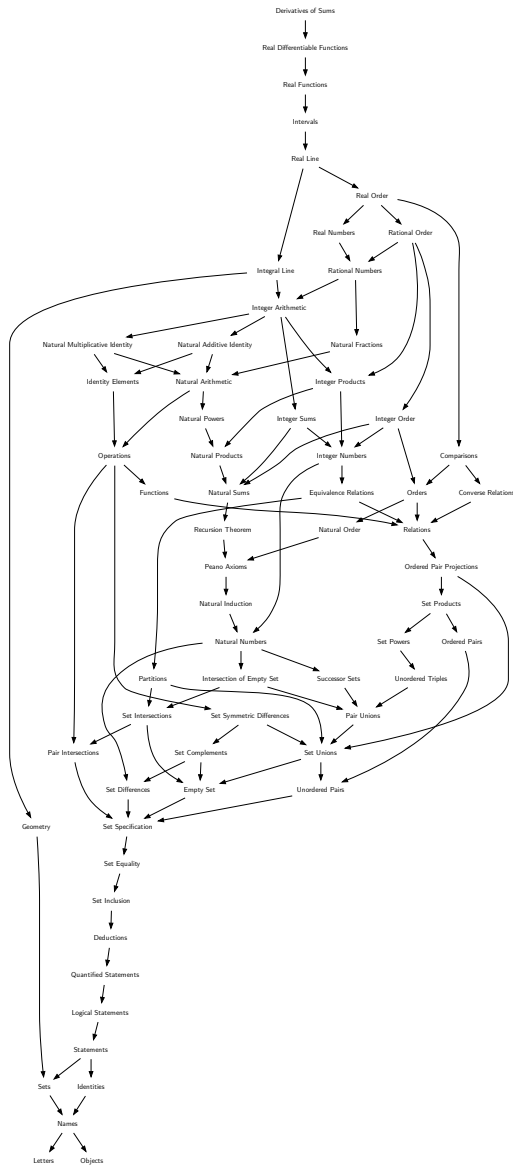 Derivatives of Sums
Real Differentiable Functions
Real Functions
Intervals
Real Line
Real Order
Real Numbers
Rational Order
Integral Line
Rational Numbers
Integer Arithmetic
Natural Multiplicative Identity
Natural Additive Identity
Natural Fractions
Identity Elements
Natural Arithmetic
Integer Products
Natural Powers
Integer Sums
Integer Order
Operations
Natural Products
Integer Numbers
Comparisons
Functions
Natural Sums
Equivalence Relations
Orders
Converse Relations
Recursion Theorem
Natural Order
Relations
Peano Axioms
Ordered Pair Projections
Natural Induction
Set Products
Natural Numbers
Set Powers
Ordered Pairs
Partitions
Intersection of Empty Set
Successor Sets
Unordered Triples
Set Intersections
Set Symmetric Differences
Pair Unions
Pair Intersections
Set Complements
Set Unions
Set Differences
Empty Set
Unordered Pairs
Geometry
Set Specification
Set Equality
Set Inclusion
Deductions
Quantified Statements
Logical Statements
Statements
Sets
Identities
Names
Letters
Objects